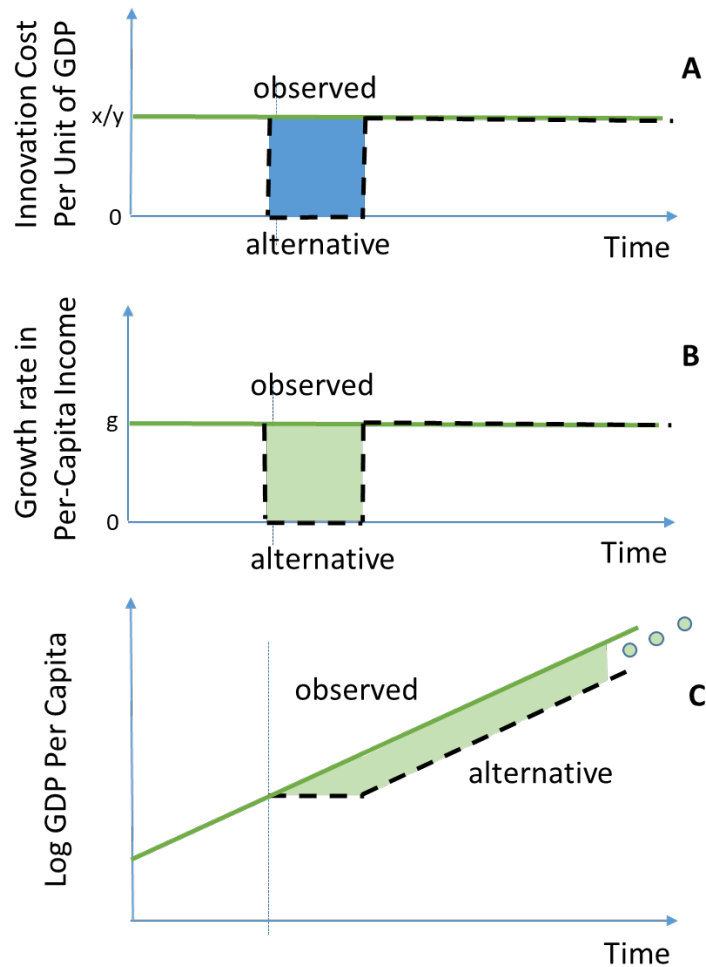 Innovation Cost
Per Unit of GDP
A
observed
x/y
0
alternative
Time
Growth rate in
Per-Capita Income
B
observed
g
0
alternative
Time
Log GDP Per Capita
observed
C
alternative
Time